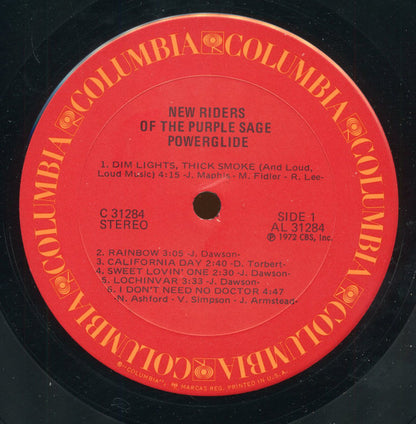 COLUMBIA COLUMBIA COLUMBIA COLUMBIA COLUMBIA COLUMBIA
NEW RIDERS
OF THE PURPLE SAGE
POWERGLIDE
1. DIM LIGHTS, THICK SMOKE (And Loud,
Loud Music) 4:15 -J. Maphis- M. Fidler - R. Lee-
C 31284
STEREO
SIDE 1
AL 31284
℗ 1972 CBS, Inc.
2. RAINBOW 3:05 -J. Dawson-
3. CALIFORNIA DAY 2:40 -D. Torbert-
4. SWEET LOVIN' ONE 2:30 -J. Dawson-
5. LOCHINVAR 3:33 -J. Dawson-
6. I DON'T NEED NO DOCTOR 4:47
-N. Ashford - V. Simpson - J. Armstead-
"COLUMBIA", MARCAS REG. PRINTED IN U.S.A.